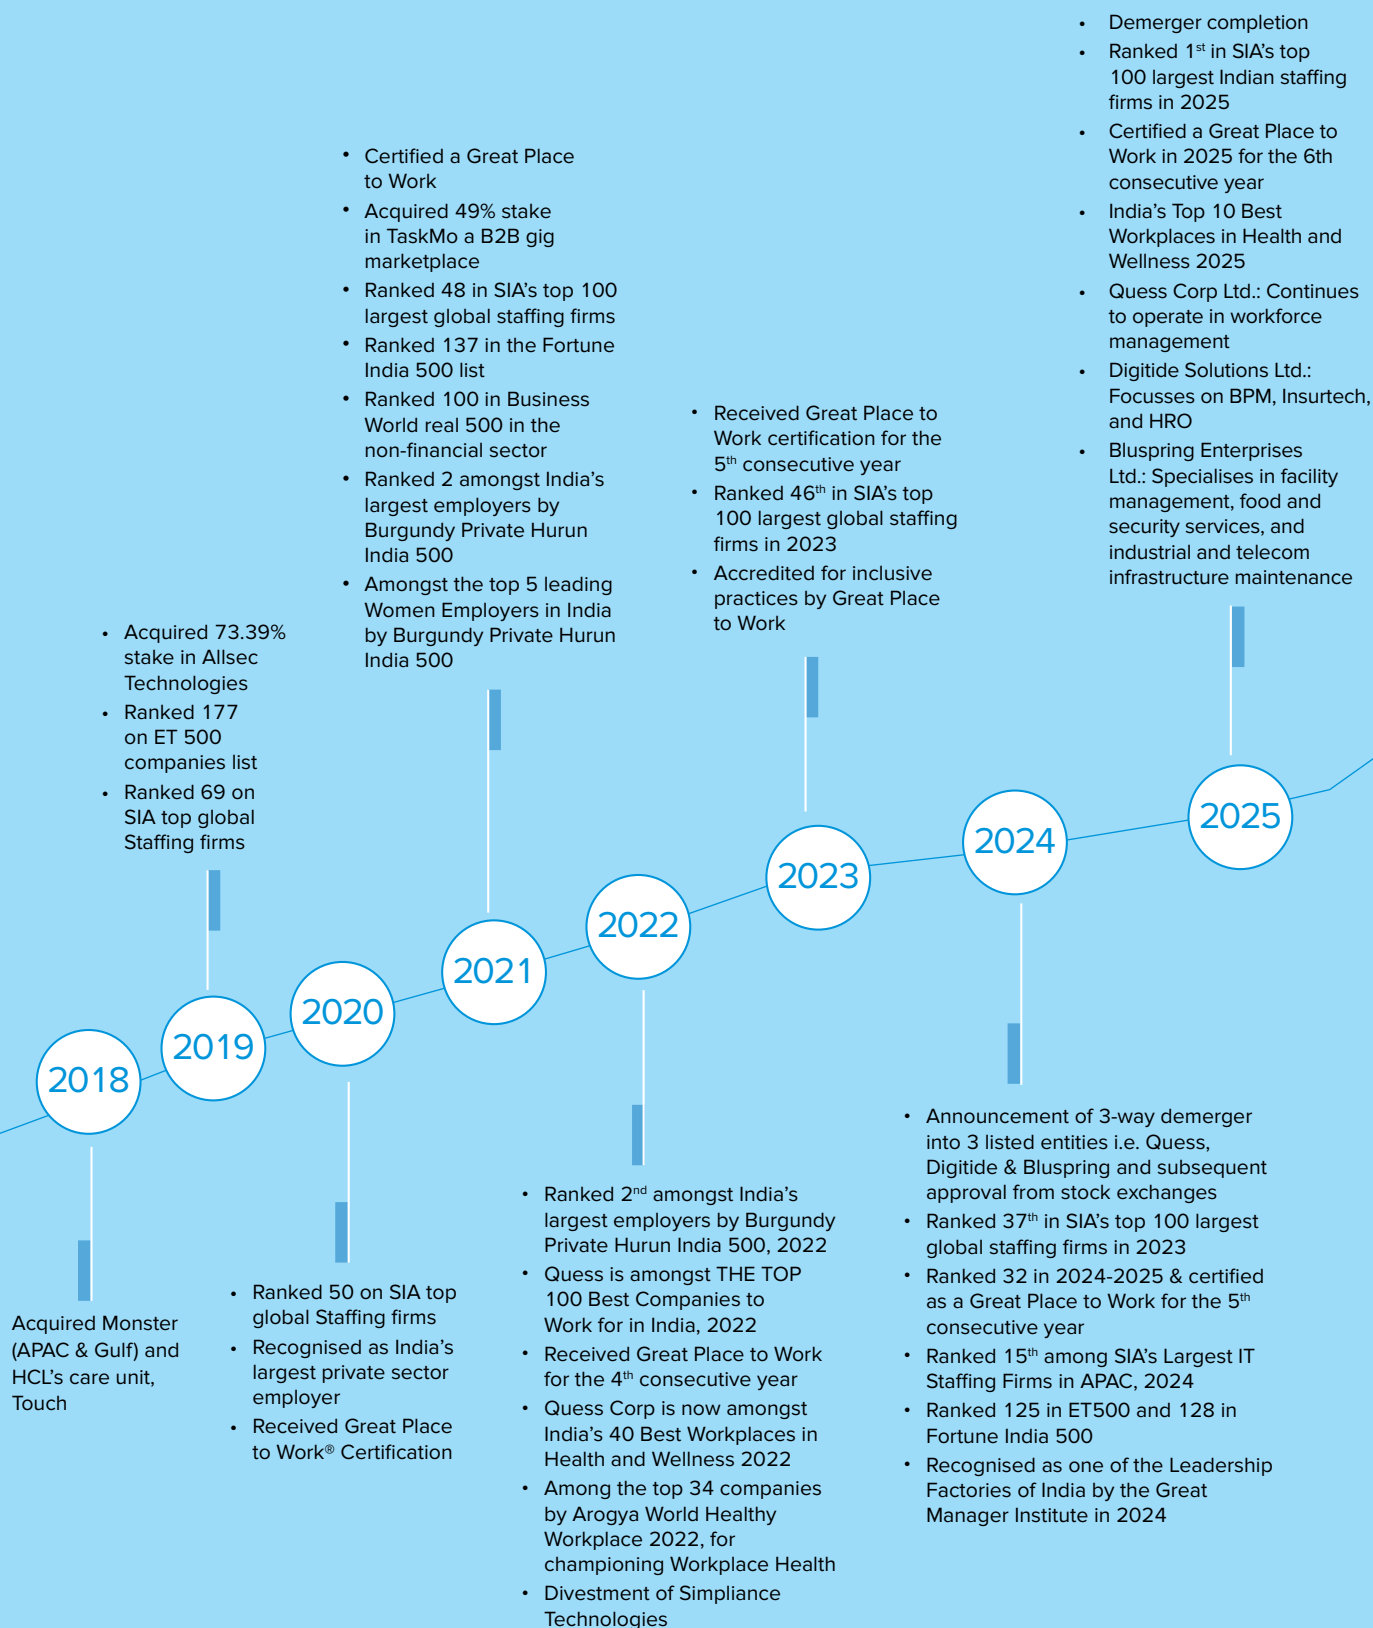 2018
Acquired Monster
(APAC & Gulf) and
HCL’s care unit,
Touch
• Acquired 73.39%
stake in Allsec
Technologies
• Ranked 177
on ET 500
companies list
• Ranked 69 on
SIA top global
Staffing firms
2019
2020
• Ranked 50 on SIA top
global Staffing firms
• Recognised as India’s
largest private sector
employer
• Received Great Place
to Work® Certification
• Certified a Great Place
to Work
• Acquired 49% stake
in TaskMo a B2B gig
marketplace
• Ranked 48 in SIA’s top 100
largest global staffing firms
• Ranked 137 in the Fortune
India 500 list
• Ranked 100 in Business
World real 500 in the
non-financial sector
• Ranked 2 amongst India’s
largest employers by
Burgundy Private Hurun
India 500
• Amongst the top 5 leading
Women Employers in India
by Burgundy Private Hurun
India 500
2021
2022
• Ranked 2nd amongst India’s
largest employers by Burgundy
Private Hurun India 500, 2022
• Quess is amongst THE TOP
100 Best Companies to
Work for in India, 2022
• Received Great Place to Work
for the 4th consecutive year
• Quess Corp is now amongst
India’s 40 Best Workplaces in
Health and Wellness 2022
• Among the top 34 companies
by Arogya World Healthy
Workplace 2022, for
championing Workplace Health
• Divestment of Simpliance
Technologies
• Received Great Place to
Work certification for the
5th consecutive year
• Ranked 46th in SIA’s top
100 largest global staffing
firms in 2023
• Accredited for inclusive
practices by Great Place
to Work
2023
2024
• Announcement of 3-way demerger
into 3 listed entities i.e. Quess,
Digitide & Bluspring and subsequent
approval from stock exchanges
• Ranked 37th in SIA’s top 100 largest
global staffing firms in 2023
• Ranked 32 in 2024-2025 & certified
as a Great Place to Work for the 5th
consecutive year
• Ranked 15th among SIA’s Largest IT
Staffing Firms in APAC, 2024
• Ranked 125 in ET500 and 128 in
Fortune India 500
• Recognised as one of the Leadership
Factories of India by the Great
Manager Institute in 2024
• Demerger completion
• Ranked 1st in SIA’s top
100 largest Indian staffing
firms in 2025
• Certified a Great Place to
Work in 2025 for the 6th
consecutive year
• India’s Top 10 Best
Workplaces in Health and
Wellness 2025
• Quess Corp Ltd.: Continues
to operate in workforce
management
• Digitide Solutions Ltd.:
Focusses on BPM, Insurtech,
and HRO
• Bluspring Enterprises
Ltd.: Specialises in facility
management, food and
security services, and
industrial and telecom
infrastructure maintenance
2025